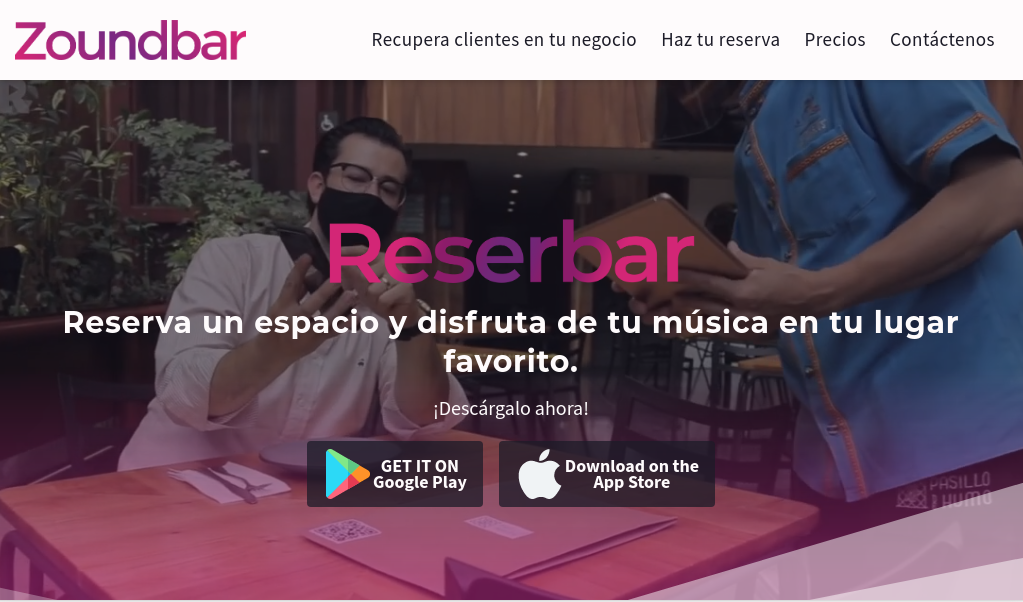 Zoundbar
Recupera clientes en tu negocio
Haz tu reserva
Precios
Contáctenos
Reserbar
Reserva un espacio y disfruta de tu música en tu lugar
favorito.
¡Descárgalo ahora!
GET IT ON
Google Play
Download on the
App Store
PASILLO
HUMO